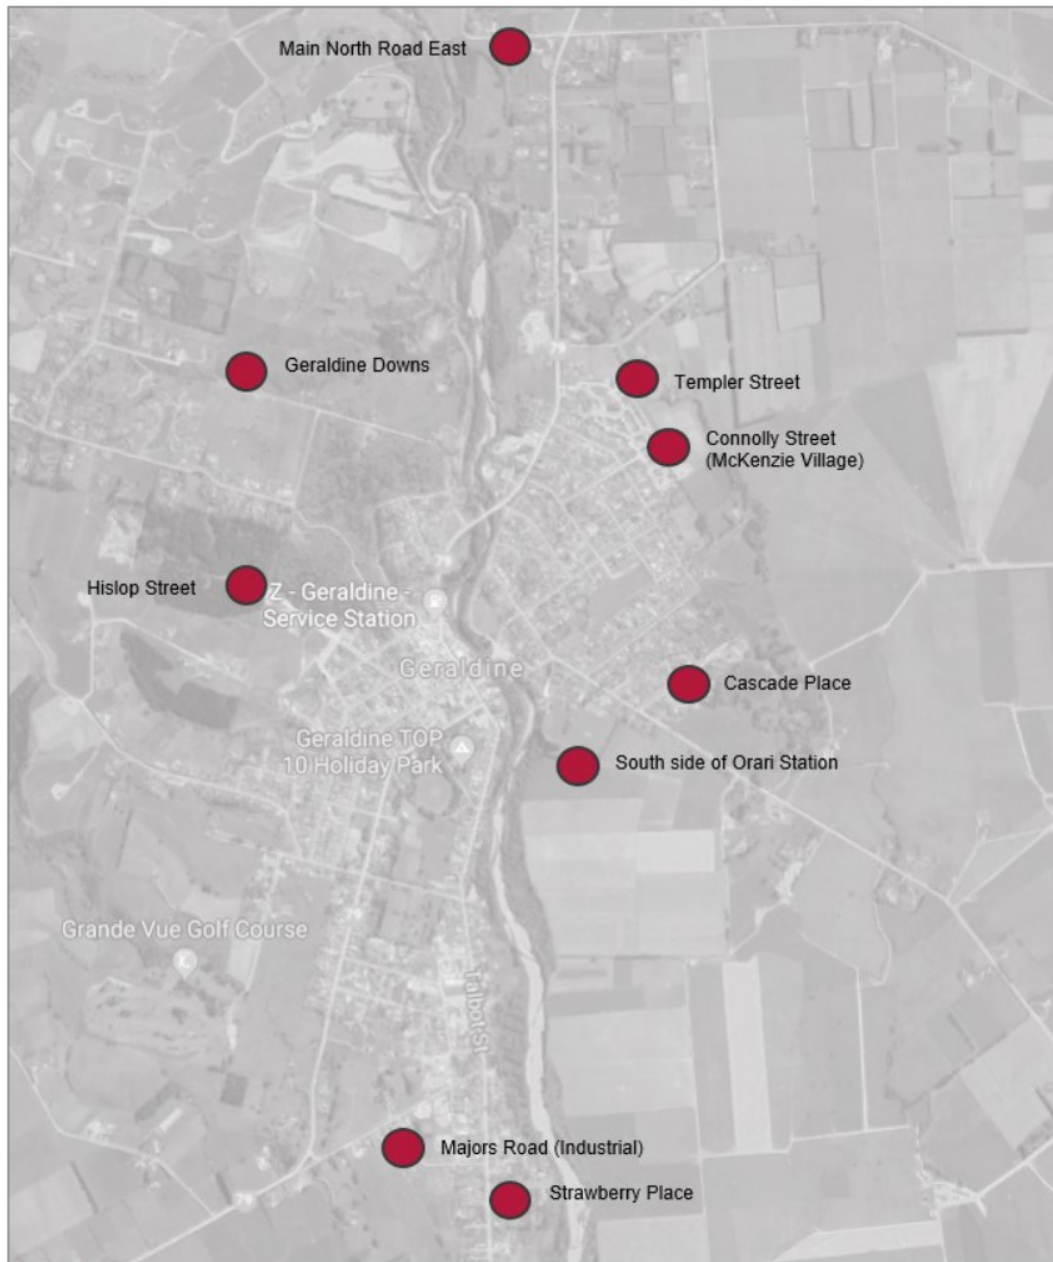 Main North Road East
Geraldine Downs
Templer Street
Connolly Street
(McKenzie Village)
Hislop Street
Z - Geraldine -
Service Station
Geraldine
Cascade Place
Geraldine TOP
10 Holiday Park
South side of Orari Station
Grande Vue Golf Course
Talbot St
Majors Road (Industrial)
Strawberry Place